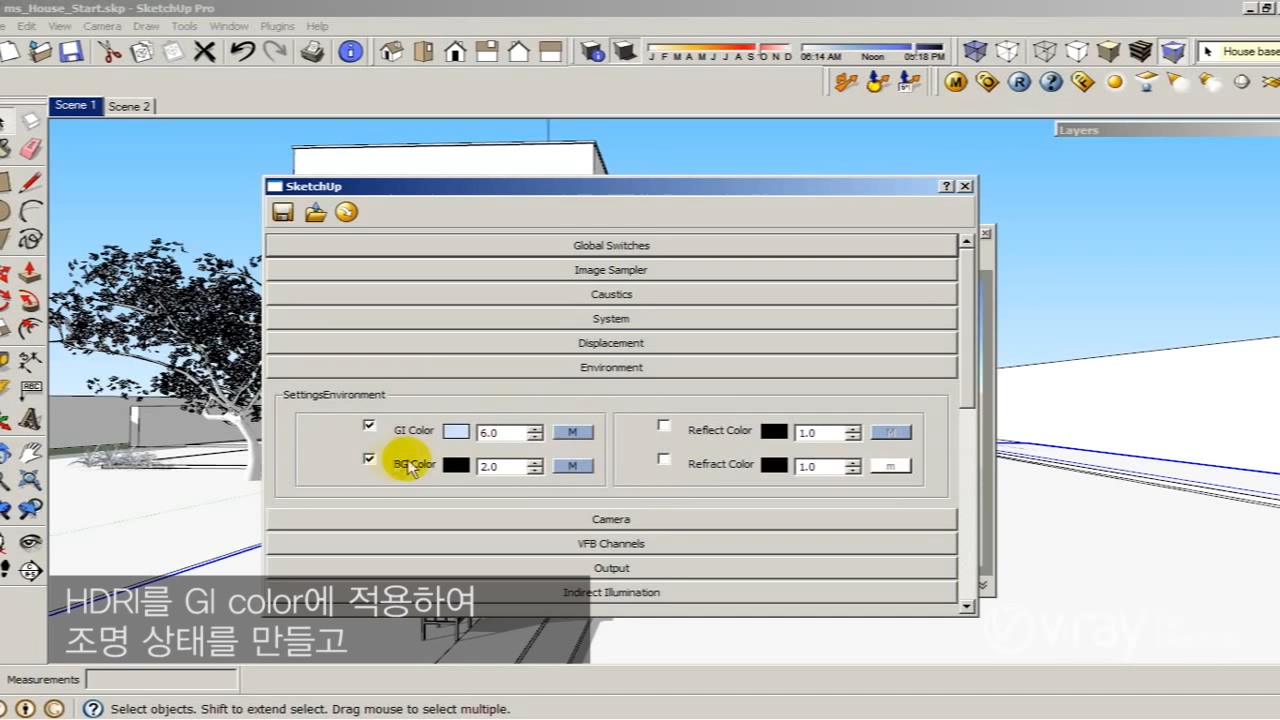 ms_House_Start.skp - SketchUp Pro
Edit View Camera Draw Tools Window Plugins Help
J F M A M J J A S O N D
06:14 AM Noon 05:18 PM
House base
M R ?
Scene 1 Scene 2
Layers
SketchUp
Global Switches
Image Sampler
Caustics
System
Displacement
Environment
SettingsEnvironment
GI Color 6.0 M
Reflect Color 1.0 M
BG Color 2.0 M
Refract Color 1.0 m
ABC
Camera
VFB Channels
Output
Indirect Illumination
HDRI를 GI color에 적용하여
조명 상태를 만들고
vray
Measurements
Select objects. Shift to extend select. Drag mouse to select multiple.